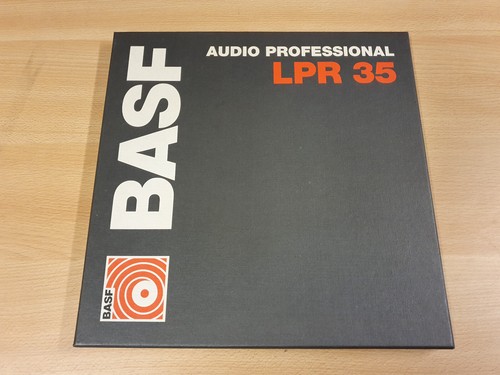 AUDIO PROFESSIONAL
LPR 35
BASF
BASF